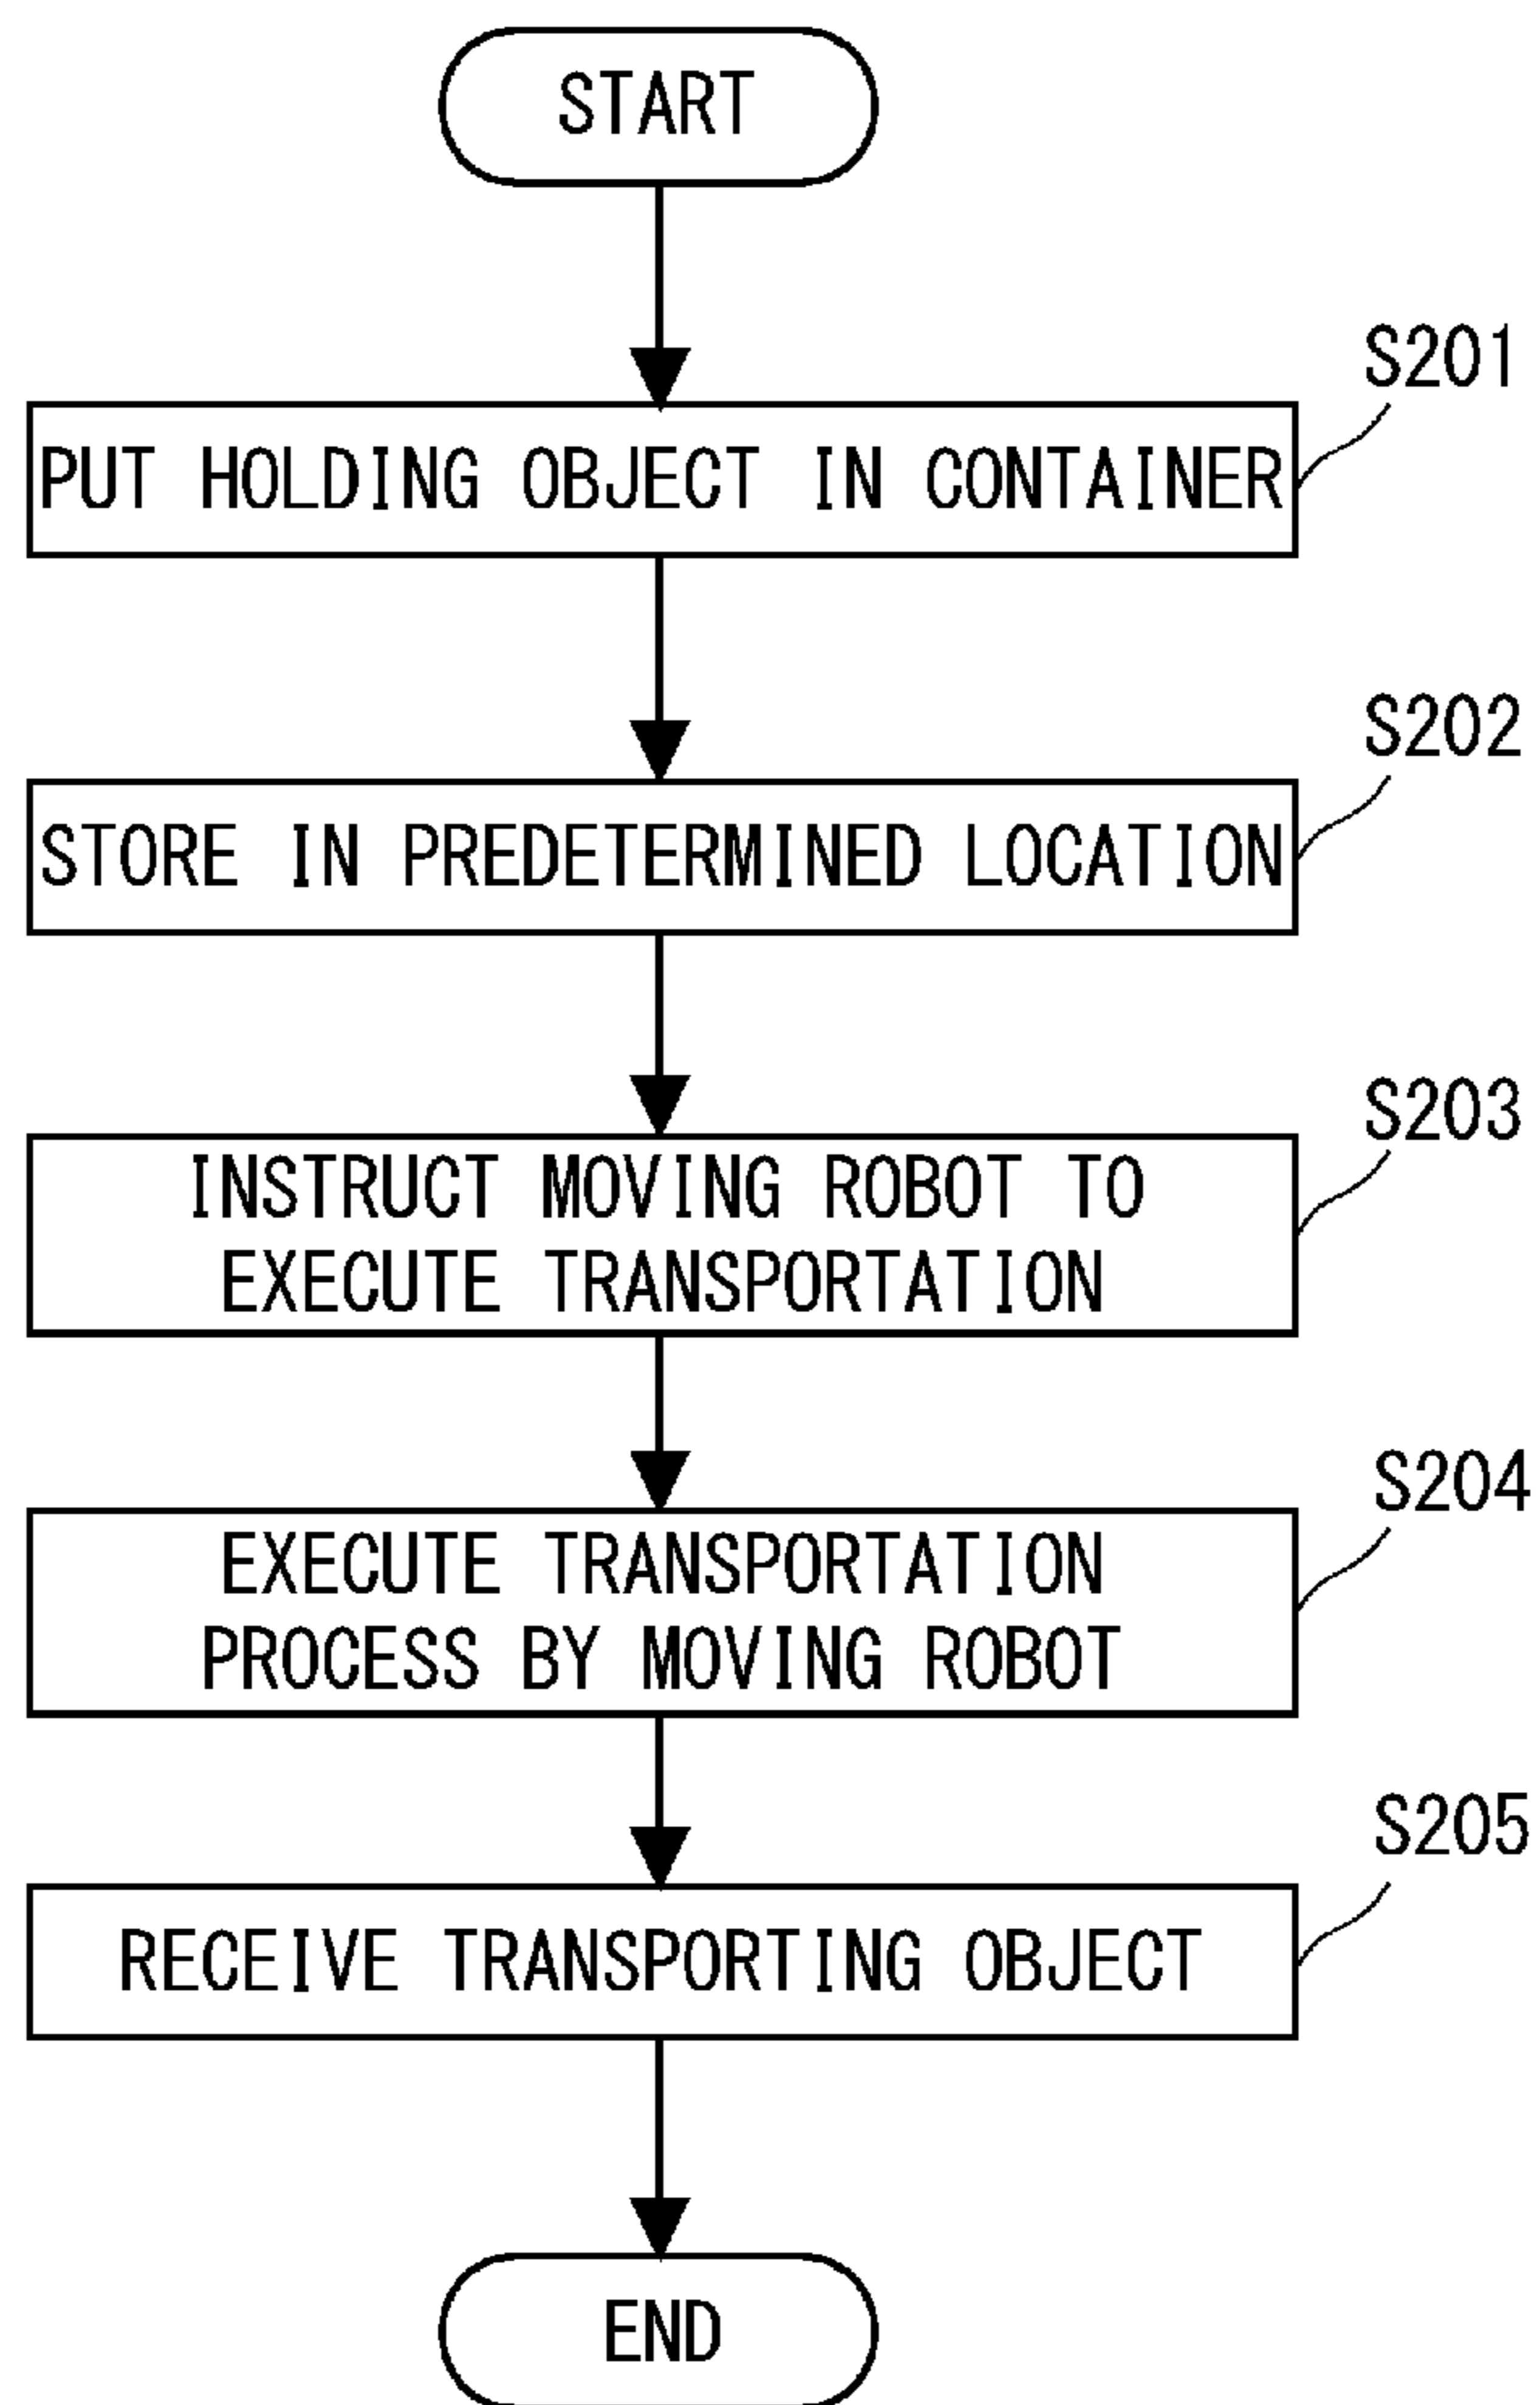 START
S201
PUT HOLDING OBJECT IN CONTAINER
S202
STORE IN PREDETERMINED LOCATION
S203
INSTRUCT MOVING ROBOT TO
EXECUTE TRANSPORTATION
S204
EXECUTE TRANSPORTATION
PROCESS BY MOVING ROBOT
S205
RECEIVE TRANSPORTING OBJECT
END